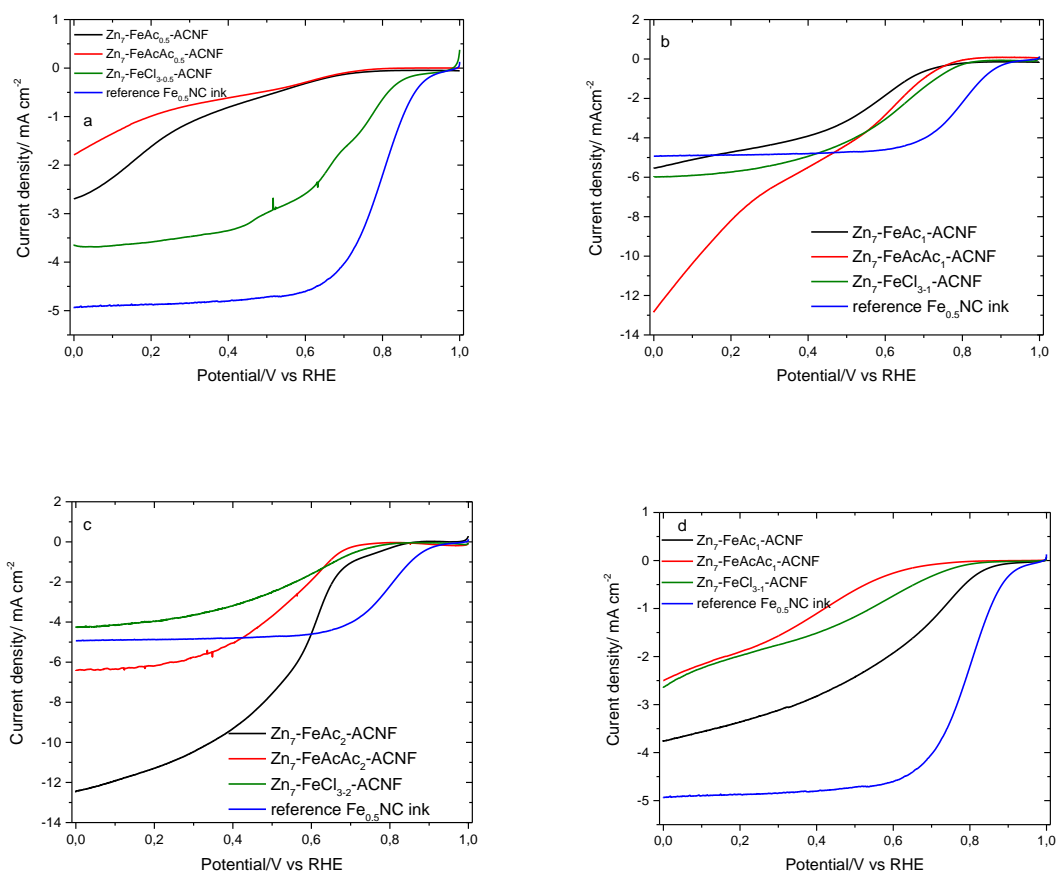 1
0
-1
-2
-3
-4
-5
0,0 0,2 0,4 0,6 0,8 1,0
Current density/ mA cm-2
Potential/V vs RHE
Zn7-FeAc0.5-ACNF
Zn7-FeAcAc0.5-ACNF
Zn7-FeCl3-0.5-ACNF
reference Fe0.5NC ink
a
2
0
-2
-4
-6
-8
-10
-12
-14
0,0 0,2 0,4 0,6 0,8 1,0
Current density/ mAcm-2
Potential/V vs RHE
b
Zn7-FeAc1-ACNF
Zn7-FeAcAc1-ACNF
Zn7-FeCl3-1-ACNF
reference Fe0.5NC ink
2
0
-2
-4
-6
-8
-10
-12
-14
0,0 0,2 0,4 0,6 0,8 1,0
Current density/ mA cm-2
Potential/V vs RHE
c
Zn7-FeAc2-ACNF
Zn7-FeAcAc2-ACNF
Zn7-FeCl3-2-ACNF
reference Fe0.5NC ink
1
0
-1
-2
-3
-4
-5
0,0 0,2 0,4 0,6 0,8 1,0
Current density/ mA cm-2
Potential/V vs RHE
d
Zn7-FeAc1-ACNF
Zn7-FeAcAc1-ACNF
Zn7-FeCl3-1-ACNF
reference Fe0.5NC ink